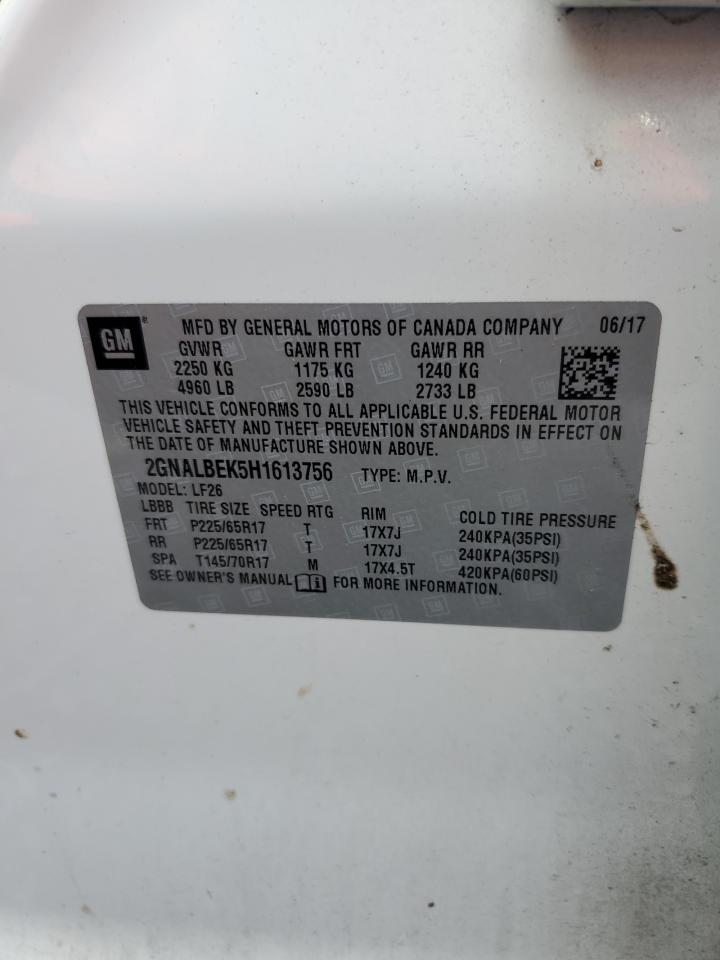 GM ® MFD BY GENERAL MOTORS OF CANADA COMPANY 06/17
GVWR GAWR FRT GAWR RR
2250 KG 1175 KG 1240 KG
4960 LB 2590 LB 2733 LB
THIS VEHICLE CONFORMS TO ALL APPLICABLE U.S. FEDERAL MOTOR
VEHICLE SAFETY AND THEFT PREVENTION STANDARDS IN EFFECT ON
THE DATE OF MANUFACTURE SHOWN ABOVE.
2GNALBEK5H1613756 TYPE: M.P.V.
MODEL: LF26
LBBB TIRE SIZE SPEED RTG RIM COLD TIRE PRESSURE
FRT P225/65R17 T 17X7J 240KPA(35PSI)
RR P225/65R17 T 17X7J 240KPA(35PSI)
SPA T145/70R17 M 17X4.5T 420KPA(60PSI)
SEE OWNER'S MANUAL FOR MORE INFORMATION.